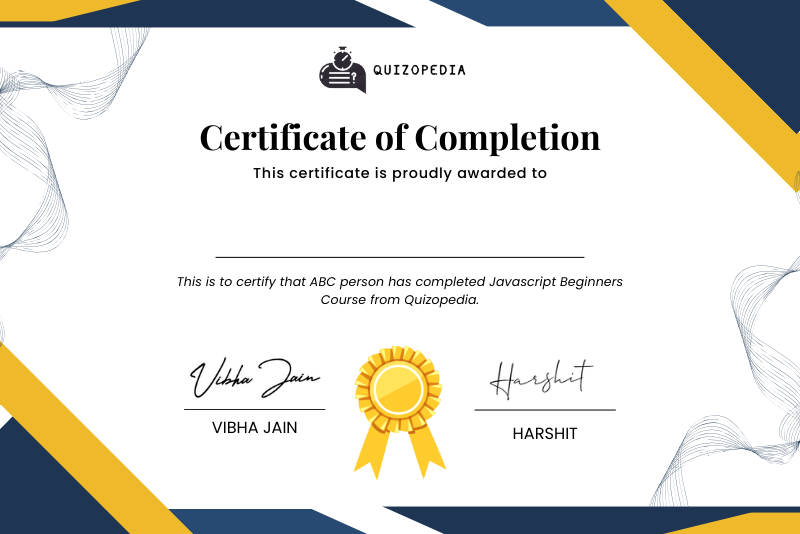 QUIZOPEDIA
Certificate of Completion
This certificate is proudly awarded to
This is to certify that ABC person has completed Javascript Beginners
Course from Quizopedia.
Vibha Jain
Harshit
VIBHA JAIN
HARSHIT